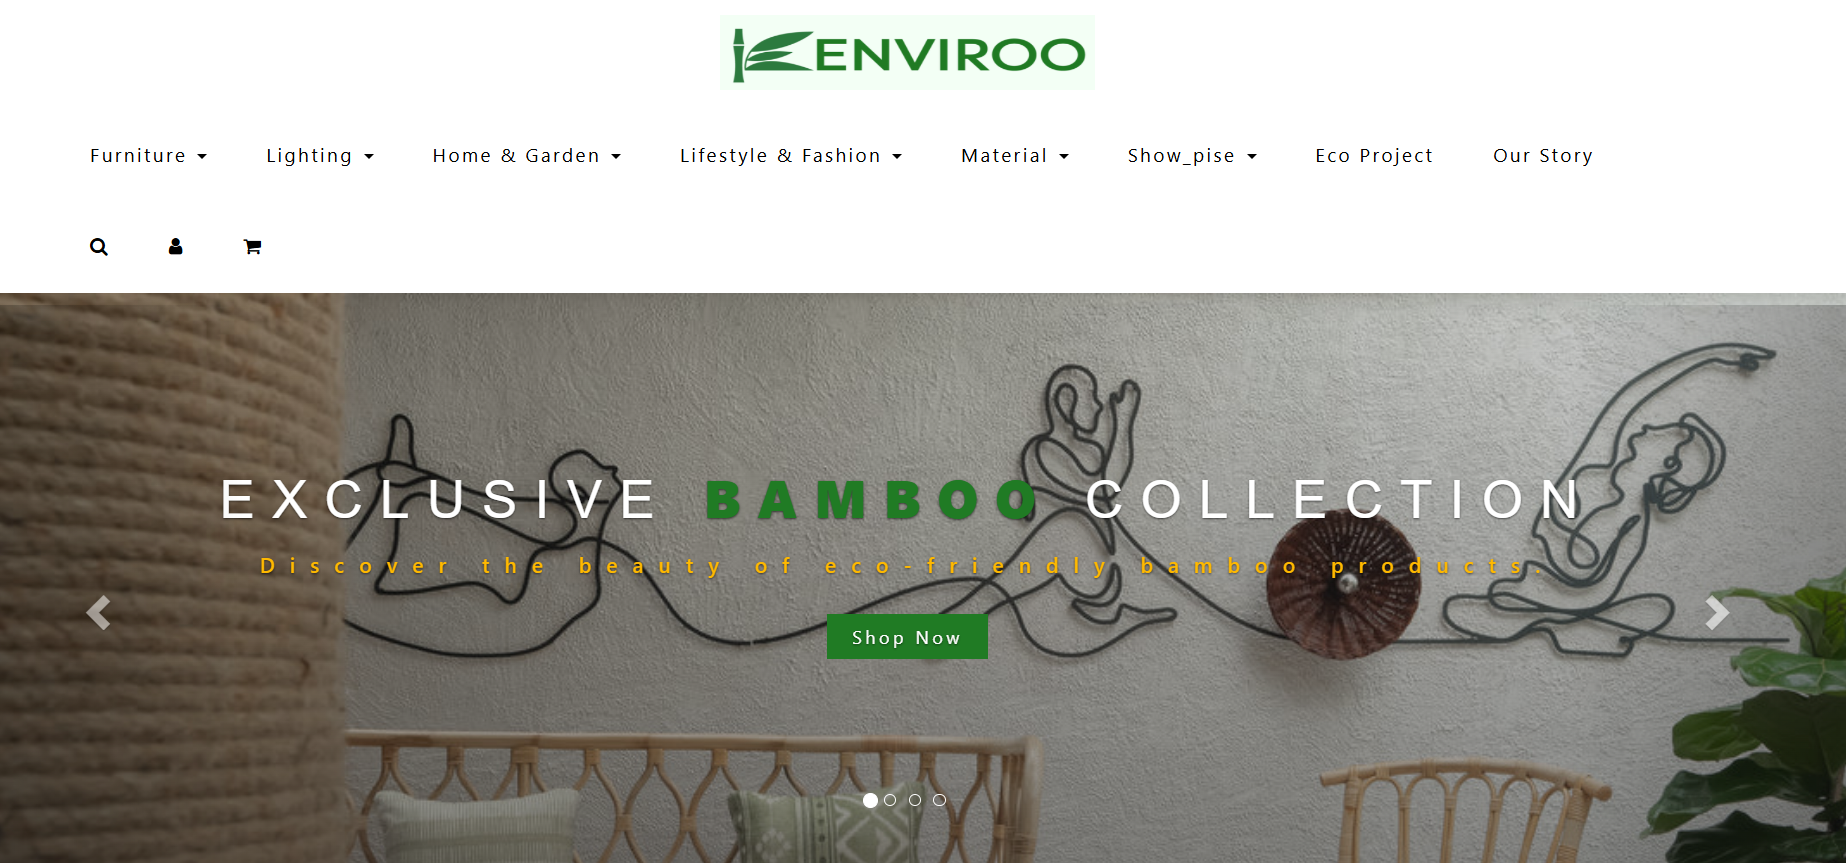 ENVIROO
Furniture Lighting Home & Garden Lifestyle & Fashion Material Show_pise Eco Project Our Story
EXCLUSIVE BAMBOO COLLECTION
Discover the beauty of eco-friendly bamboo products.
Shop Now